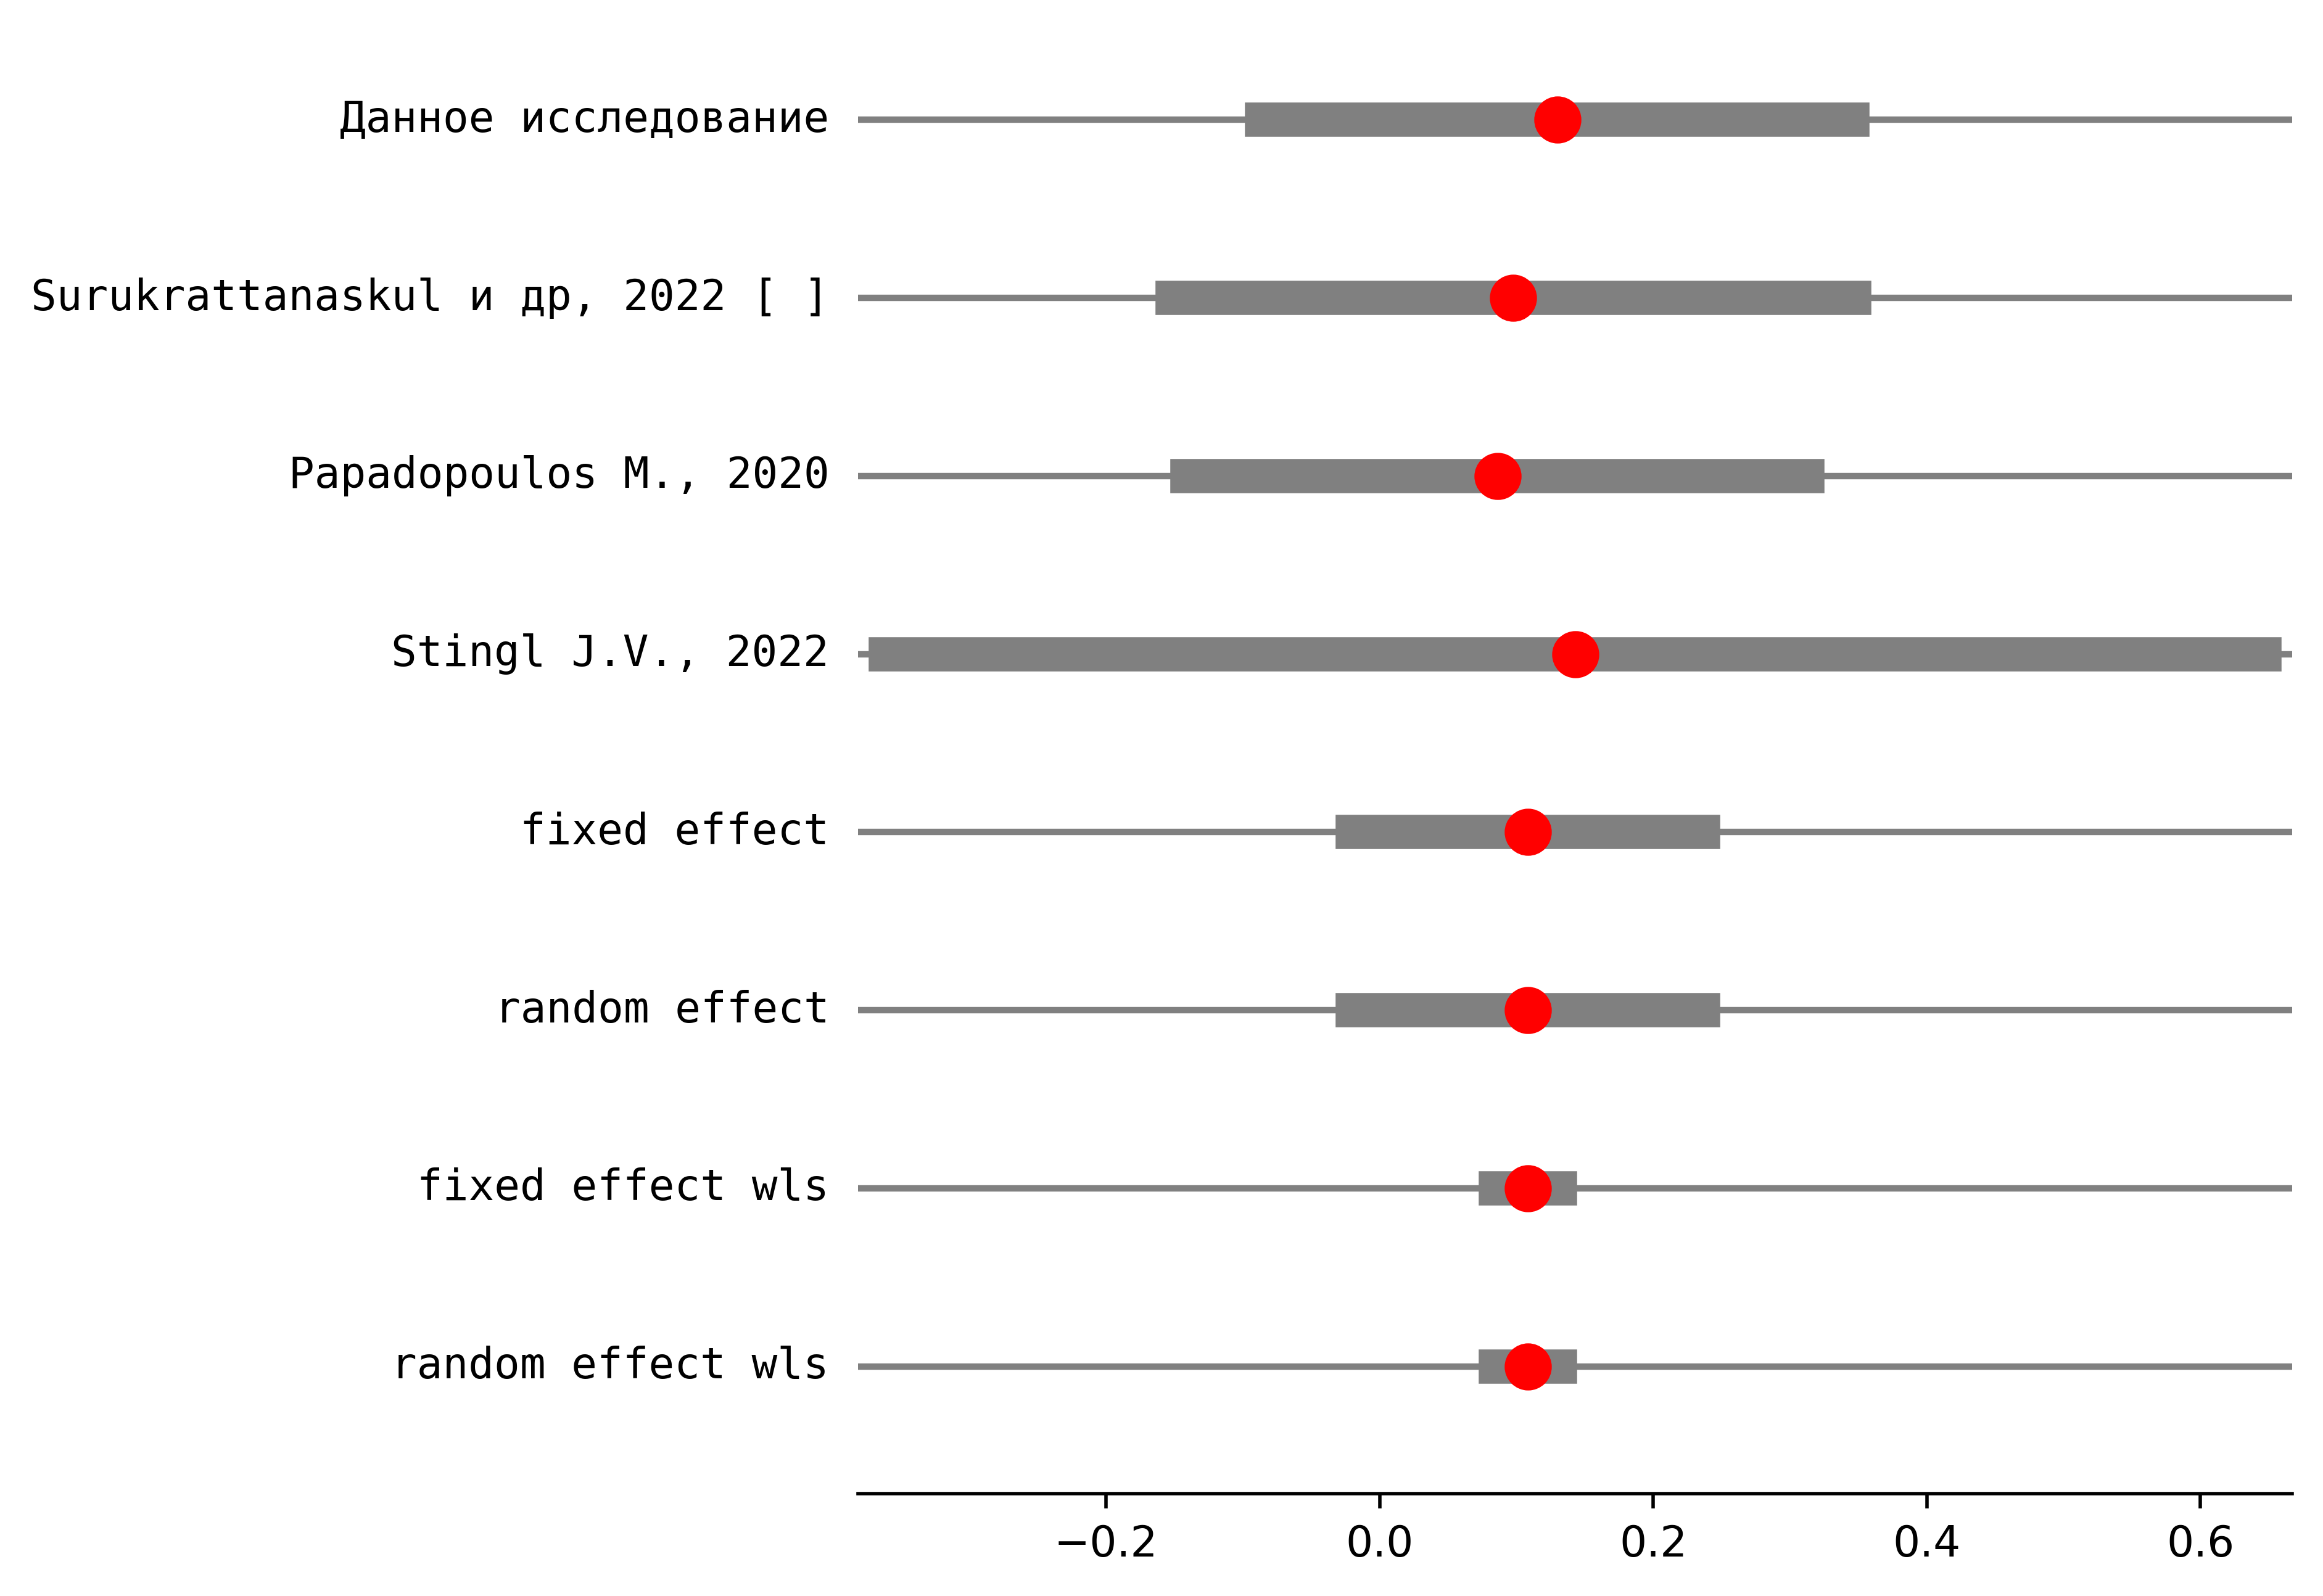 Данное исследование
Surukrattanaskul и др, 2022 [ ]
Papadopoulos M., 2020
Stingl J.V., 2022
fixed effect
random effect
fixed effect wls
random effect wls
−0.2 0.0 0.2 0.4 0.6